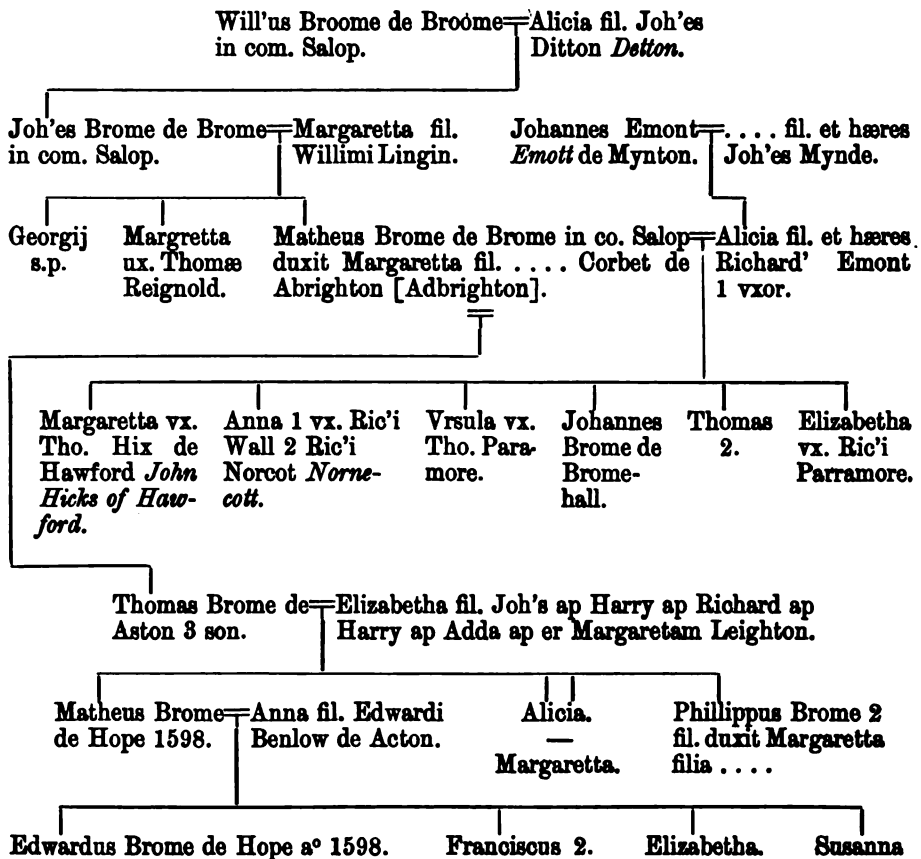 Will'us Broome de Broome Alicia fil. Joh'es
in com. Salop. Ditton Detton.
Joh'es Brome de Brome Margaretta fil. Johannes Emont . . . . fil. et hæres
in com. Salop. Willimi Lingin. Emott de Mynton. Joh'es Mynde.
Georgij Margretta Matheus Brome de Brome in co. Salop Alicia fil. et hæres
s.p. ux. Thomæ duxit Margaretta fil. . . . . . Corbet de Richard' Emont
Reignold. Abrighton [Adbrighton]. 1 vxor.
Margaretta vx. Anna 1 vx. Ric'i Vrsula vx. Johannes Thomas Elizabetha
Tho. Hix de Wall 2 Ric'i Tho. Para- Brome de 2. vx. Ric'i
Hawford John Norcot Norne- more. Brome- Parramore.
Hicks of Haw- cott. hall.
ford.
Thomas Brome de Elizabetha fil. Joh's ap Harry ap Richard ap
Aston 3 son. Harry ap Adda ap er Margaretam Leighton.
Matheus Brome Anna fil. Edwardi Alicia. Phillippus Brome 2
de Hope 1598. Benlow de Acton. — fil. duxit Margaretta
Margaretta. filia . . . .
Edwardus Brome de Hope aº 1598. Franciscus 2. Elizabetha. Susanna